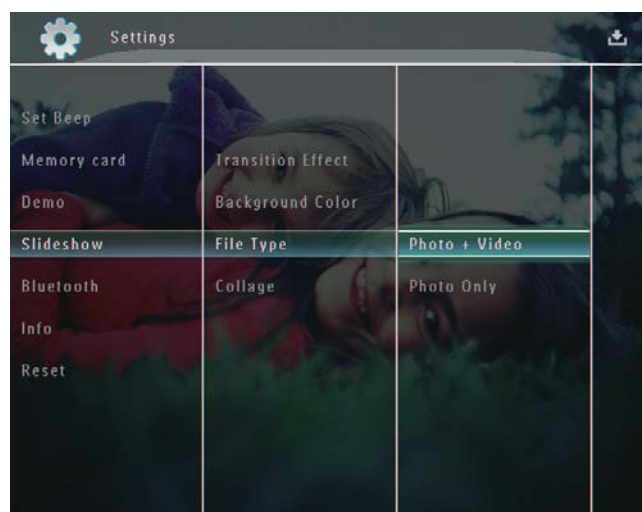 Settings
Set Beep
Memory card
Demo
Slideshow
Bluetooth
Info
Reset
Transition Effect
Background Color
File Type
Collage
Photo + Video
Photo Only